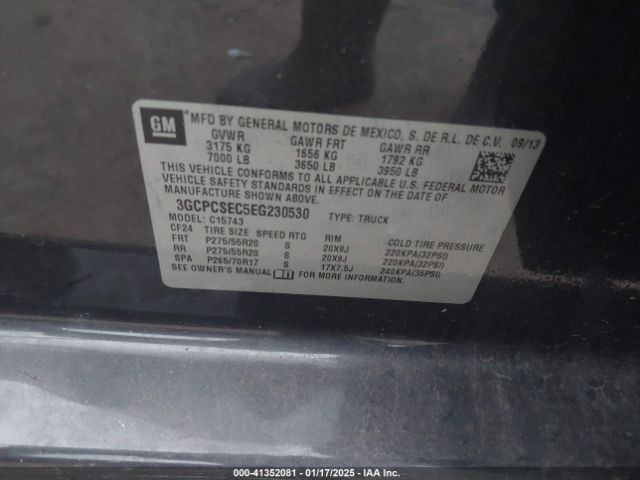 GM
MFD BY GENERAL MOTORS DE MEXICO, S. DE R.L. DE C.V. 09/13
GVWR GAWR FRT GAWR RR
3175 KG 1656 KG 1792 KG
7000 LB 3650 LB 3950 LB
THIS VEHICLE CONFORMS TO ALL APPLICABLE U.S. FEDERAL MOTOR
VEHICLE SAFETY STANDARDS IN EFFECT ON THE DATE OF
MANUFACTURE SHOWN ABOVE.
3GCPCSEC5EG230530 TYPE: TRUCK
MODEL: C15743
CF24 TIRE SIZE SPEED RTG RIM COLD TIRE PRESSURE
FRT P275/55R20 S 20X9J 220KPA(32PSI)
RR P275/55R20 S 20X9J 220KPA(32PSI)
SPA P265/70R17 S 17X7.5J 240KPA(35PSI)
SEE OWNER'S MANUAL FOR MORE INFORMATION.
000-41352081 - 01/17/2025 - IAA Inc.